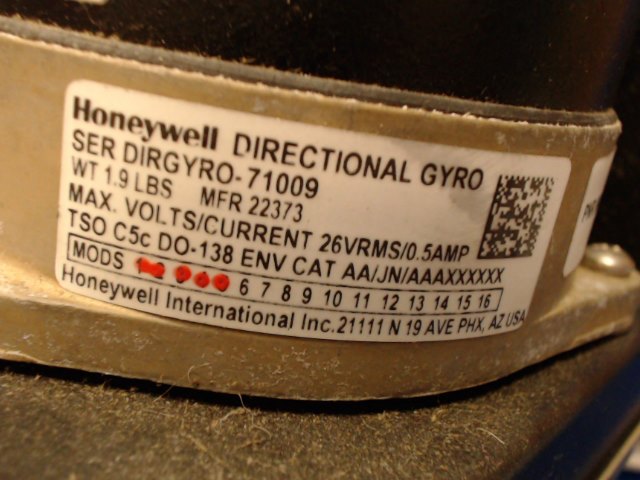 Honeywell DIRECTIONAL GYRO
SER DIRGYRO-71009
WT 1.9 LBS MFR 22373
MAX. VOLTS/CURRENT 26VRMS/0.5AMP
TSO C5c DO-138 ENV CAT AA/JN/AAAXXXXXX
MODS 6 7 8 9 10 11 12 13 14 15 16
Honeywell International Inc. 21111 N 19 AVE PHX, AZ USA